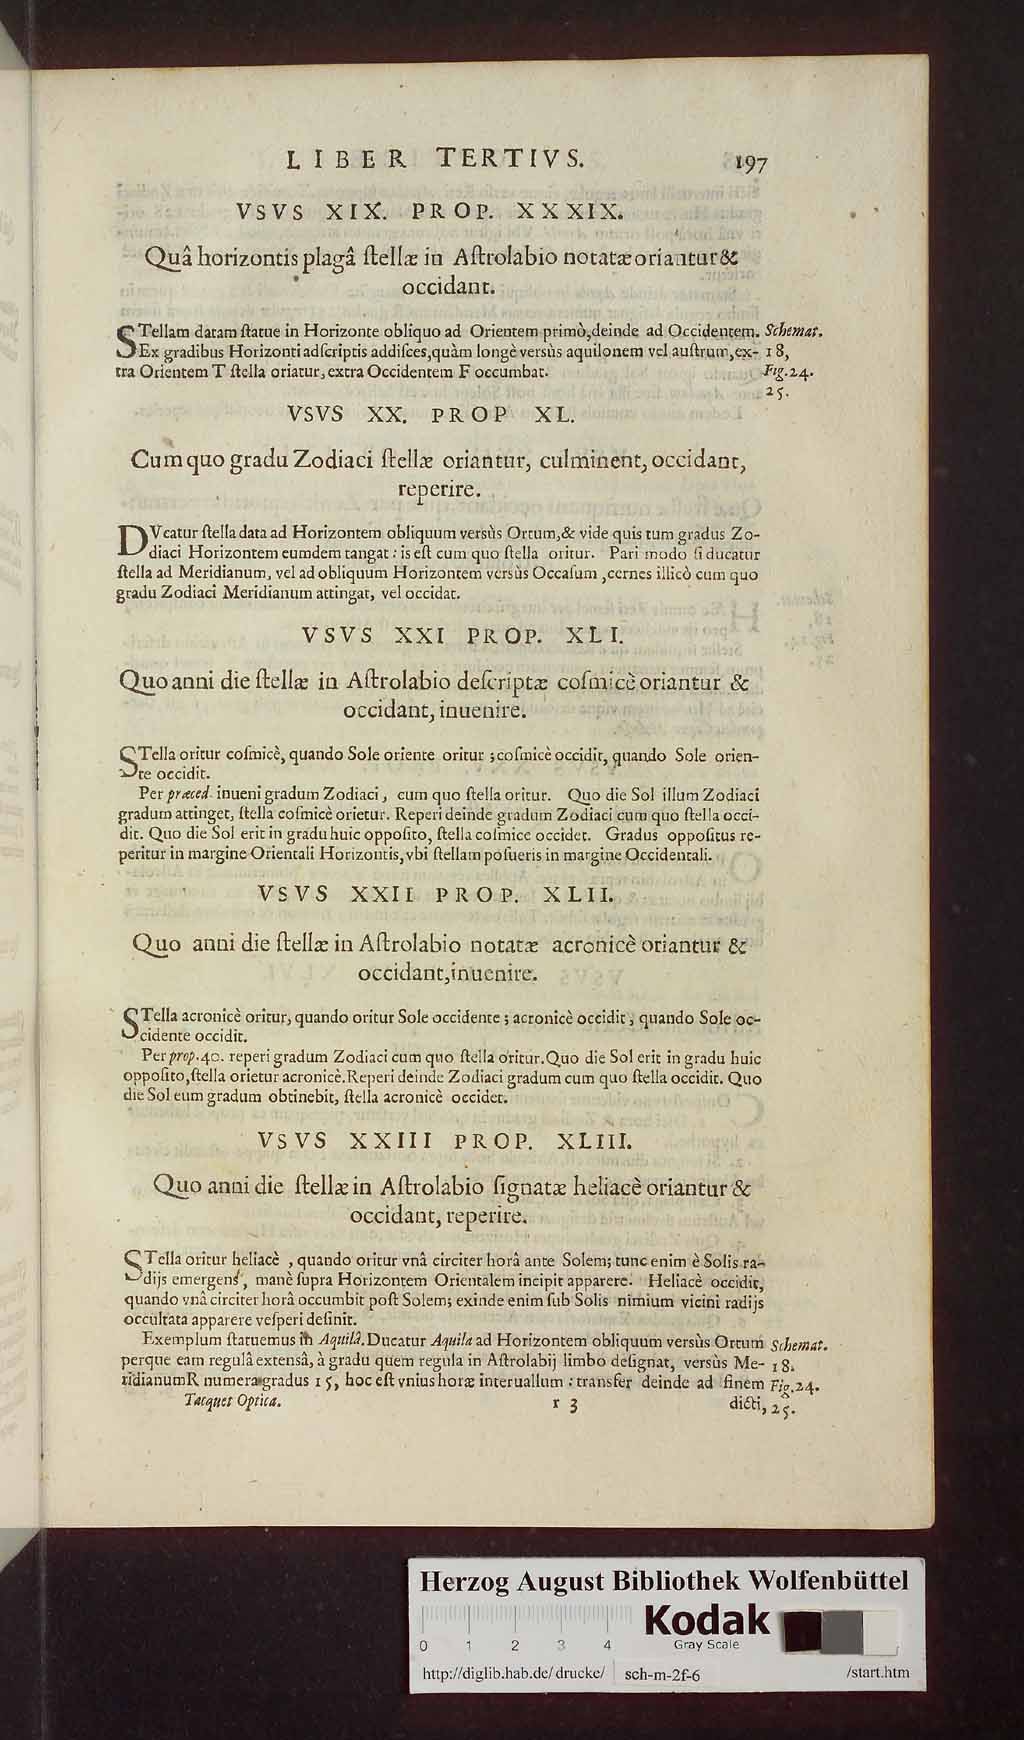 LIBER TERTIVS. 197
VSVS XIX. PROP. XXXIX.
Quâ horizontis plagâ ſtellæ in Aſtrolabio notatæ oriantur &
occidant.
STellam datam ſtatue in Horizonte obliquo ad Orientem primò, deinde ad Occidentem. Schemat.
Ex gradibus Horizonti adſcriptis addiſces, quàm longè versùs aquilonem vel auſtrum, ex- 18,
tra Orientem T ſtella oriatur, extra Occidentem F occumbat. Fig. 24.
25.
VSVS XX. PROP XL.
Cum quo gradu Zodiaci ſtellæ oriantur, culminent, occidant,
reperire.
DVcatur ſtella data ad Horizontem obliquum versùs Ortum, & vide quis tum gradus Zo-
diaci Horizontem eumdem tangat: is eſt cum quo ſtella oritur. Pari modo ſi ducatur
ſtella ad Meridianum, vel ad obliquum Horizontem versùs Occaſum, cernes illicò cum quo
gradu Zodiaci Meridianum attingat, vel occidat.
VSVS XXI PROP. XLI.
Quo anni die ſtellæ in Aſtrolabio deſcriptæ coſmicè oriantur &
occidant, inuenire.
STella oritur coſmicè, quando Sole oriente oritur; coſmicè occidit, quando Sole orien-
te occidit.
Per præced. inueni gradum Zodiaci, cum quo ſtella oritur. Quo die Sol illum Zodiaci
gradum attinget, ſtella coſmicè orietur. Reperi deinde gradum Zodiaci cum quo ſtella occi-
dit. Quo die Sol erit in gradu huic oppoſito, ſtella coſmice occidet. Gradus oppoſitus re-
peritur in margine Orientali Horizontis, vbi ſtellam poſueris in margine Occidentali.
VSVS XXII PROP. XLII.
Quo anni die ſtellæ in Aſtrolabio notatæ acronicè oriantur &
occidant, inuenire.
STella acronicè oritur, quando oritur Sole occidente; acronicè occidit, quando Sole oc-
cidente occidit.
Per prop. 40. reperi gradum Zodiaci cum quo ſtella oritur. Quo die Sol erit in gradu huic
oppoſito, ſtella orietur acronicè. Reperi deinde Zodiaci gradum cum quo ſtella occidit. Quo
die Sol eum gradum obtinebit, ſtella acronicè occidet.
VSVS XXIII PROP. XLIII.
Quo anni die ſtellæ in Aſtrolabio ſignatæ heliacè oriantur &
occidant, reperire.
STella oritur heliacè, quando oritur vnâ circiter horâ ante Solem; tunc enim è Solis ra-
dijs emergens, manè ſupra Horizontem Orientalem incipit apparere. Heliacè occidit,
quando vnâ circiter horâ occumbit poſt Solem; exinde enim ſub Solis nimium vicini radijs
occultata apparere veſperi deſinit.
Exemplum ſtatuemus in Aquilâ. Ducatur Aquila ad Horizontem obliquum versùs Ortum Schemat.
perque eam regulâ extensâ, à gradu quem regula in Aſtrolabij limbo deſignat, versùs Me- 18.
ridianum R numera gradus 15, hoc eſt vnius horæ interuallum: transfer deinde ad finem Fig. 24.
Tacquet Optica. r 3 dicti, 25.
Herzog August Bibliothek Wolfenbüttel
Kodak
Gray Scale
0 1 2 3 4
http://diglib.hab.de/drucke/ sch-m-2f-6 /start.htm